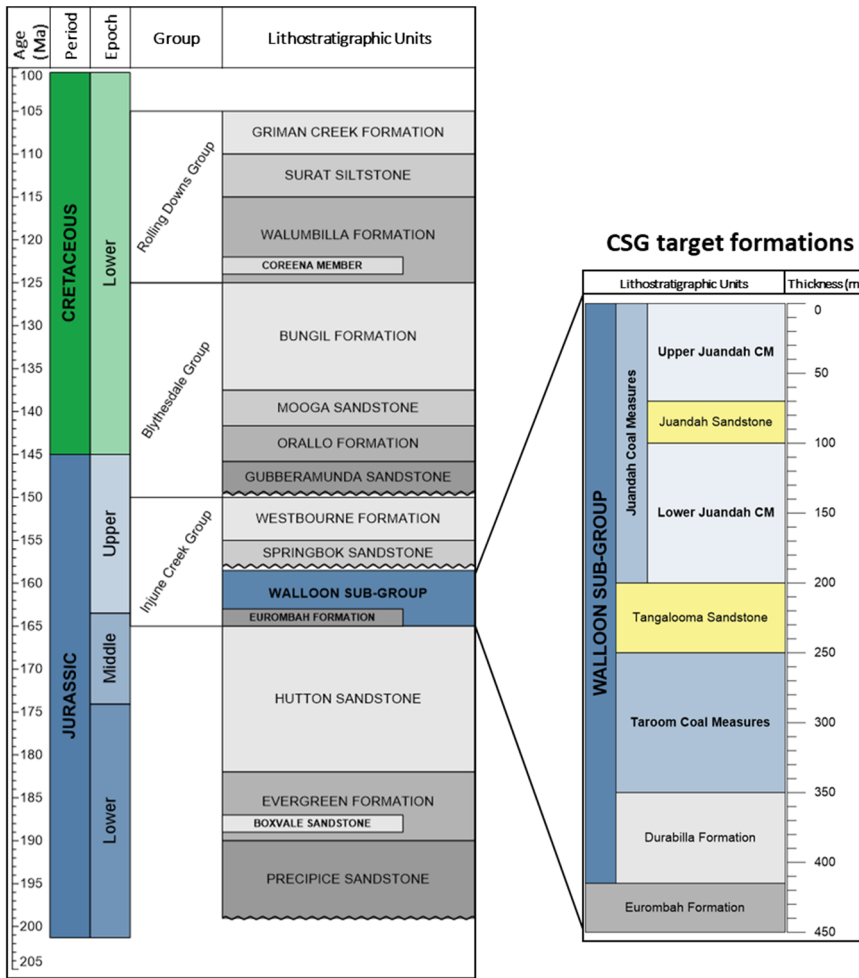 Age (Ma)
Period
Epoch
Group
Lithostratigraphic Units
100
105
110
115
120
125
130
135
140
145
150
155
160
165
170
175
180
185
190
195
200
205
CRETACEOUS
JURASSIC
Lower
Upper
Middle
Lower
Rolling Downs Group
Blythesdale Group
Injune Creek Group
GRIMAN CREEK FORMATION
SURAT SILTSTONE
WALUMBILLA FORMATION
COREENA MEMBER
BUNGIL FORMATION
MOOGA SANDSTONE
ORALLO FORMATION
GUBBERAMUNDA SANDSTONE
WESTBOURNE FORMATION
SPRINGBOK SANDSTONE
WALLOON SUB-GROUP
EUROMBAH FORMATION
HUTTON SANDSTONE
EVERGREEN FORMATION
BOXVALE SANDSTONE
PRECIPICE SANDSTONE
CSG target formations
Lithostratigraphic Units
Thickness (m
WALLOON SUB-GROUP
Juandah Coal Measures
Upper Juandah CM
Juandah Sandstone
Lower Juandah CM
Tangalooma Sandstone
Taroom Coal Measures
Durabilla Formation
Eurombah Formation
0
50
100
150
200
250
300
350
400
450